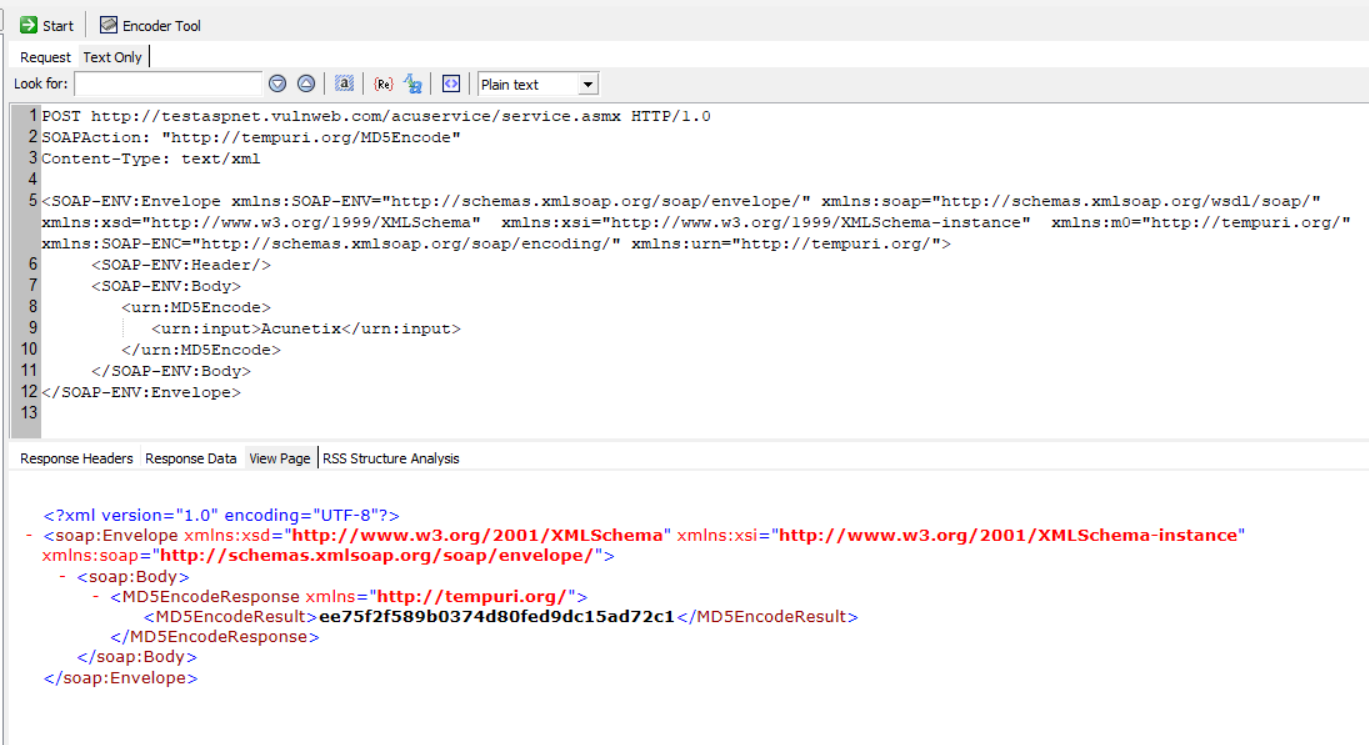 Start Encoder Tool
Request Text Only
Look for: {Re} Plain text
1 POST http://testaspnet.vulnweb.com/acuservice/service.asmx HTTP/1.0
2 SOAPAction: "http://tempuri.org/MD5Encode"
3 Content-Type: text/xml
4
5 <SOAP-ENV:Envelope xmlns:SOAP-ENV="http://schemas.xmlsoap.org/soap/envelope/" xmlns:soap="http://schemas.xmlsoap.org/wsdl/soap/"
xmlns:xsd="http://www.w3.org/1999/XMLSchema"  xmlns:xsi="http://www.w3.org/1999/XMLSchema-instance"  xmlns:m0="http://tempuri.org/"
xmlns:SOAP-ENC="http://schemas.xmlsoap.org/soap/encoding/" xmlns:urn="http://tempuri.org/">
6 <SOAP-ENV:Header/>
7 <SOAP-ENV:Body>
8 <urn:MD5Encode>
9 <urn:input>Acunetix</urn:input>
10 </urn:MD5Encode>
11 </SOAP-ENV:Body>
12 </SOAP-ENV:Envelope>
13
Response Headers Response Data View Page RSS Structure Analysis
<?xml version="1.0" encoding="UTF-8"?>
- <soap:Envelope xmlns:xsd="http://www.w3.org/2001/XMLSchema" xmlns:xsi="http://www.w3.org/2001/XMLSchema-instance"
xmlns:soap="http://schemas.xmlsoap.org/soap/envelope/">
- <soap:Body>
- <MD5EncodeResponse xmlns="http://tempuri.org/">
<MD5EncodeResult>ee75f2f589b0374d80fed9dc15ad72c1</MD5EncodeResult>
</MD5EncodeResponse>
</soap:Body>
</soap:Envelope>